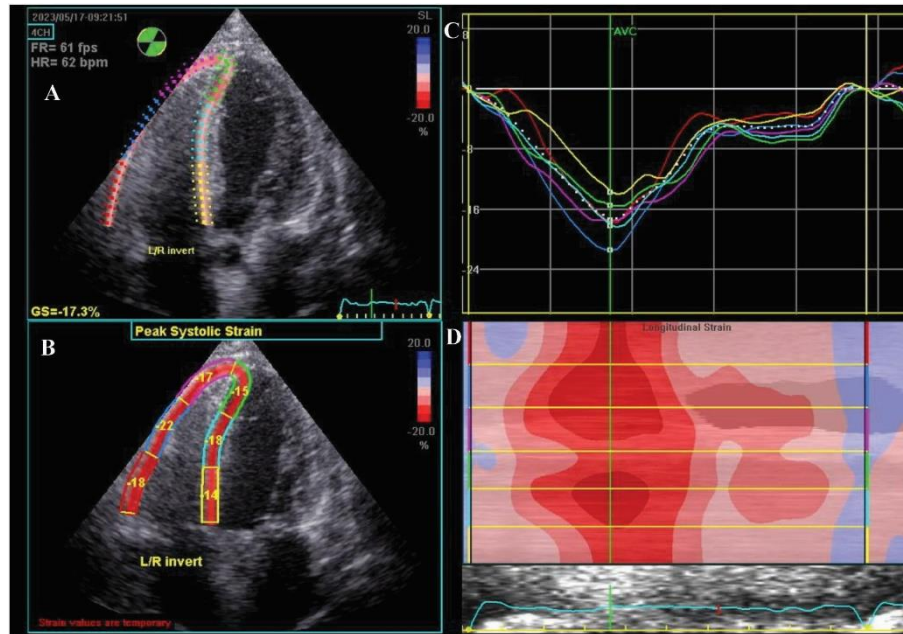 2023/05/17-09:21:51
4CH
FR= 61 fps
HR= 62 bpm
A
SL
20.0
-20.0
%
L/R invert
GS=-17.3%
C
8
AVC
0
-8
-16
-24
B
Peak Systolic Strain
20.0
-20.0
%
-17
-15
-22
-18
-18
-14
L/R invert
Strain values are temporary
D
Longitudinal Strain